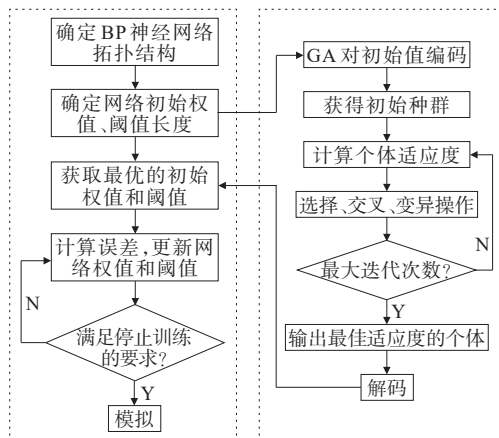 确定BP神经网络
拓扑结构
确定网络初始权
值、阈值长度
获取最优的初始
权值和阈值
计算误差,更新网
络权值和阈值
N
满足停止训练
的要求?
Y
模拟
GA对初始值编码
获得初始种群
计算个体适应度
选择、交叉、变异操作
N
最大迭代次数?
Y
输出最佳适应度的个体
解码